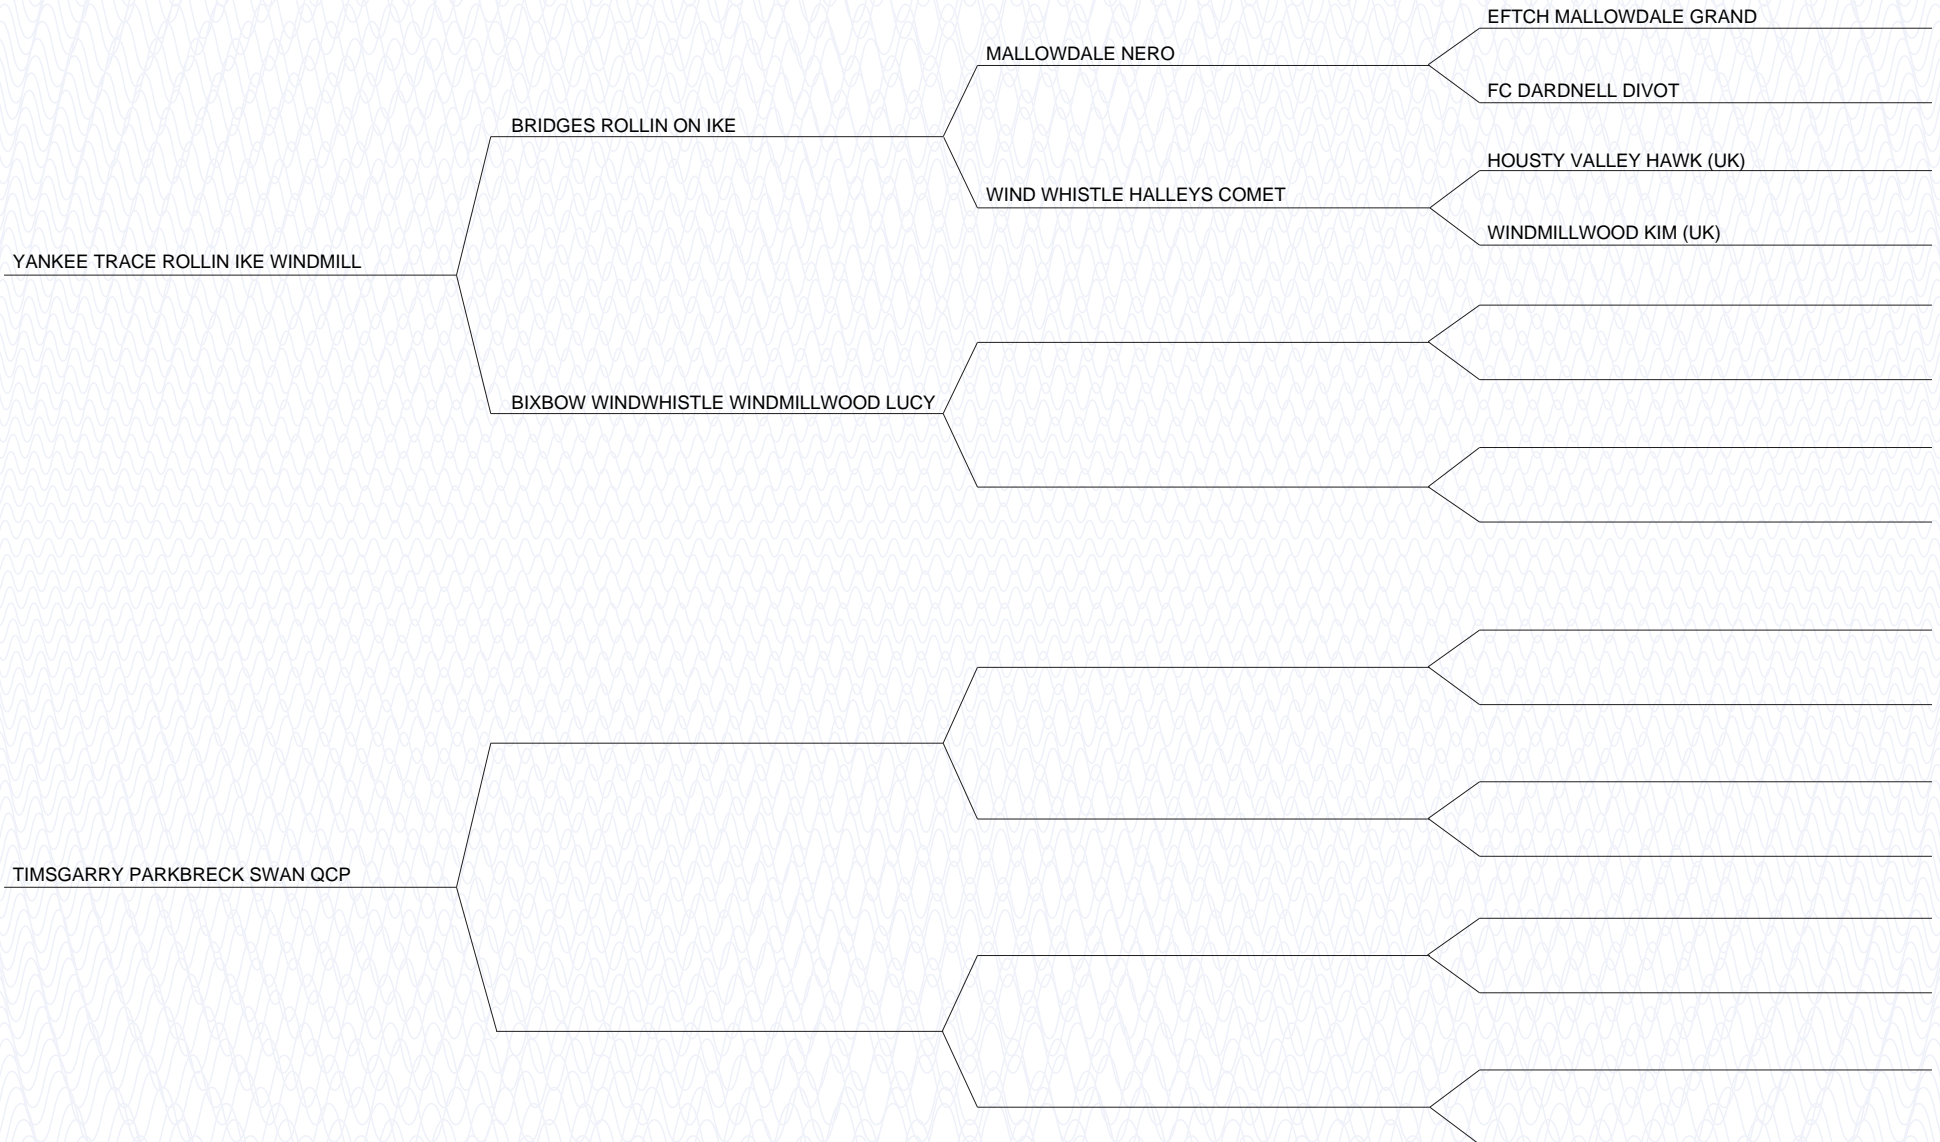 EFTCH MALLOWDALE GRAND
MALLOWDALE NERO
FC DARDNELL DIVOT
BRIDGES ROLLIN ON IKE
HOUSTY VALLEY HAWK (UK)
WIND WHISTLE HALLEYS COMET
WINDMILLWOOD KIM (UK)
YANKEE TRACE ROLLIN IKE WINDMILL
BIXBOW WINDWHISTLE WINDMILLWOOD LUCY
TIMSGARRY PARKBRECK SWAN QCP